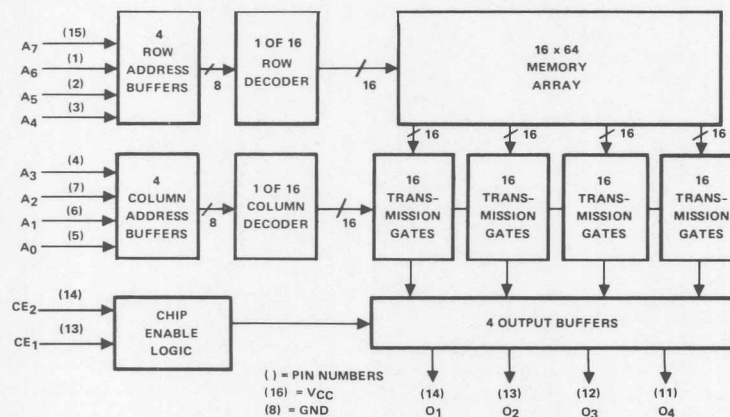 A7 (15)
A6 (1)
A5 (2)
A4 (3)
4
ROW
ADDRESS
BUFFERS
8
1 OF 16
ROW
DECODER
16
16 x 64
MEMORY
ARRAY
16
16
16
16
A3 (4)
A2 (7)
A1 (6)
A0 (5)
4
COLUMN
ADDRESS
BUFFERS
8
1 OF 16
COLUMN
DECODER
16
16
TRANS-
MISSION
GATES
16
TRANS-
MISSION
GATES
16
TRANS-
MISSION
GATES
16
TRANS-
MISSION
GATES
CE2 (14)
CE1 (13)
CHIP
ENABLE
LOGIC
4 OUTPUT BUFFERS
( ) = PIN NUMBERS
(16) = VCC
(8) = GND
(14) (13) (12) (11)
O1 O2 O3 O4